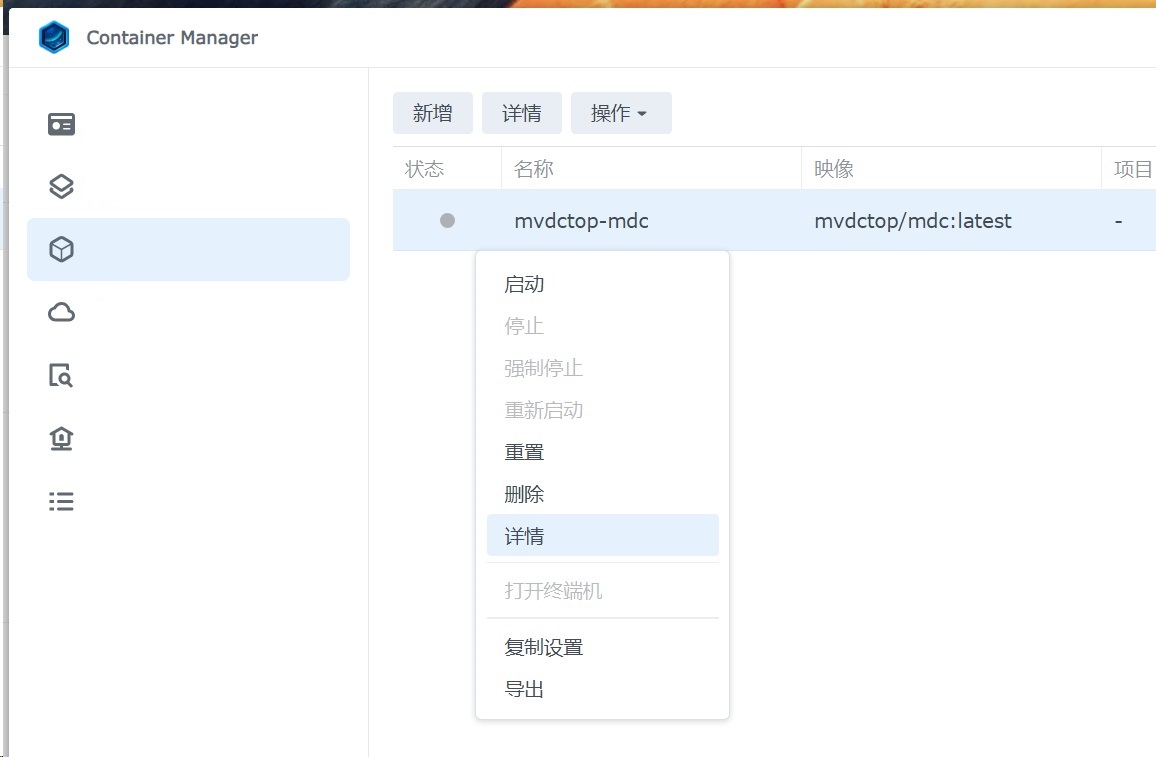 Container Manager
新增 详情 操作
状态 名称 映像 项目
mvdctop-mdc mvdctop/mdc:latest -
启动
停止
强制停止
重新启动
重置
删除
详情
打开终端机
复制设置
导出